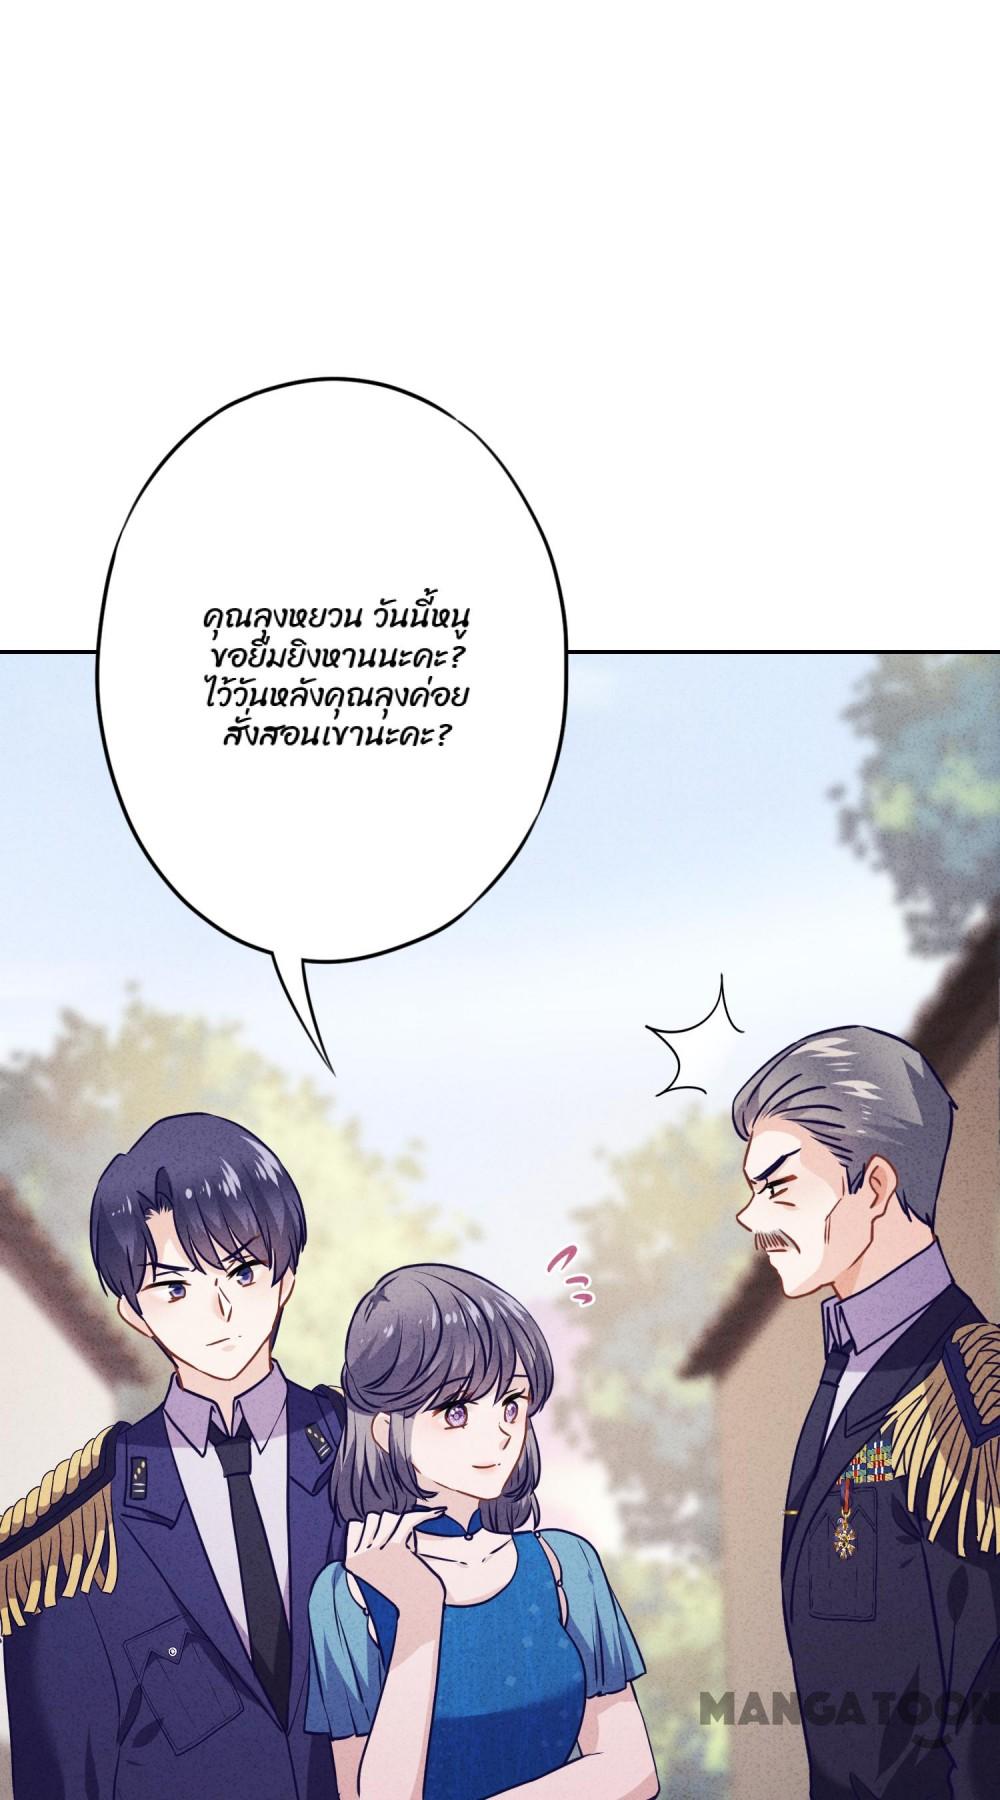 คุณลุงหยวน วันนี้หนู
ขอยืมยิงหานนะคะ?
ไว้วันหลังคุณลุงค่อย
สั่งสอนเขานะคะ?
MANGATOON